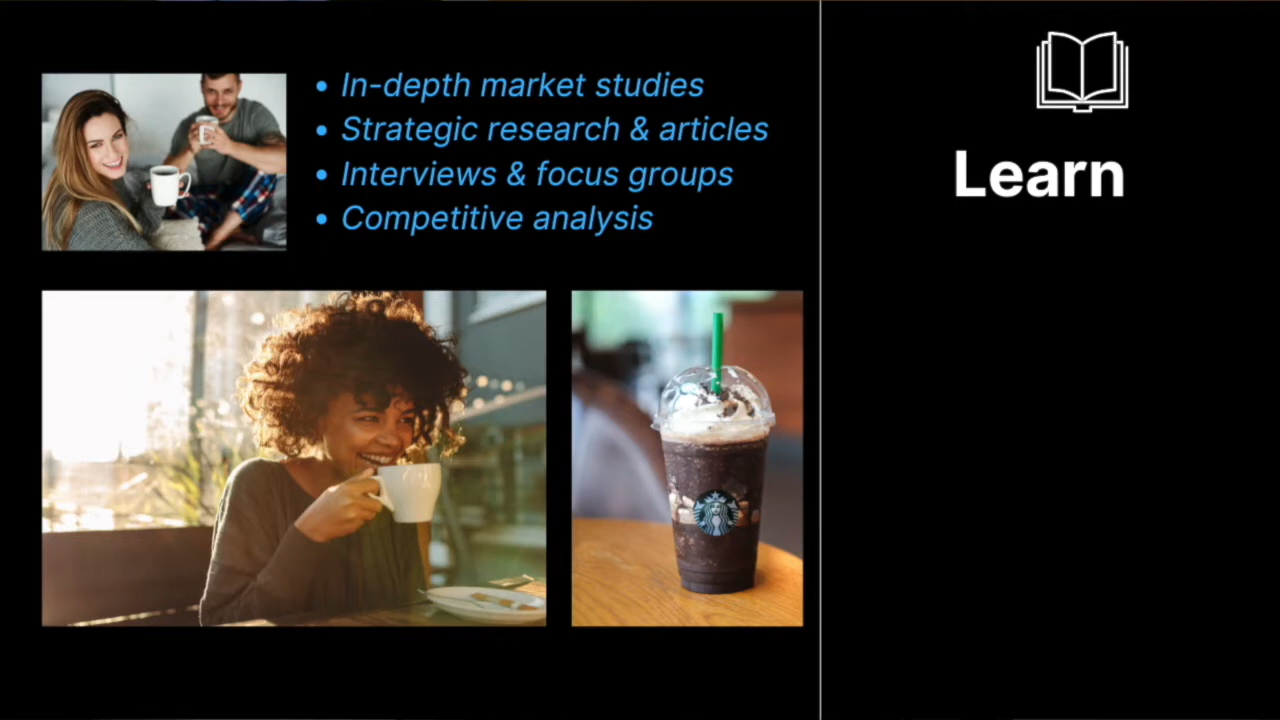 • In-depth market studies
• Strategic research & articles
• Interviews & focus groups
• Competitive analysis
Learn